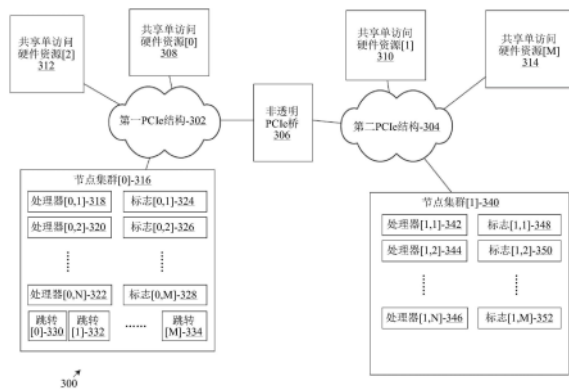 共享单访问
硬件资源[2]
312
共享单访问
硬件资源[0]
308
共享单访问
硬件资源[1]
310
共享单访问
硬件资源[M]
314
第一PCIe结构-302
非透明
PCIe桥
306
第二PCIe结构-304
节点集群[0]-316
处理器[0,1]-318
标志[0,1]-324
处理器[0,2]-320
标志[0,2]-326
处理器[0,N]-322
标志[0,M]-328
跳转
[0]-330
跳转
[1]-332
跳转
[M]-334
节点集群[1]-340
处理器[1,1]-342
标志[1,1]-348
处理器[1,2]-344
标志[1,2]-350
处理器[1,N]-346
标志[1,M]-352
300